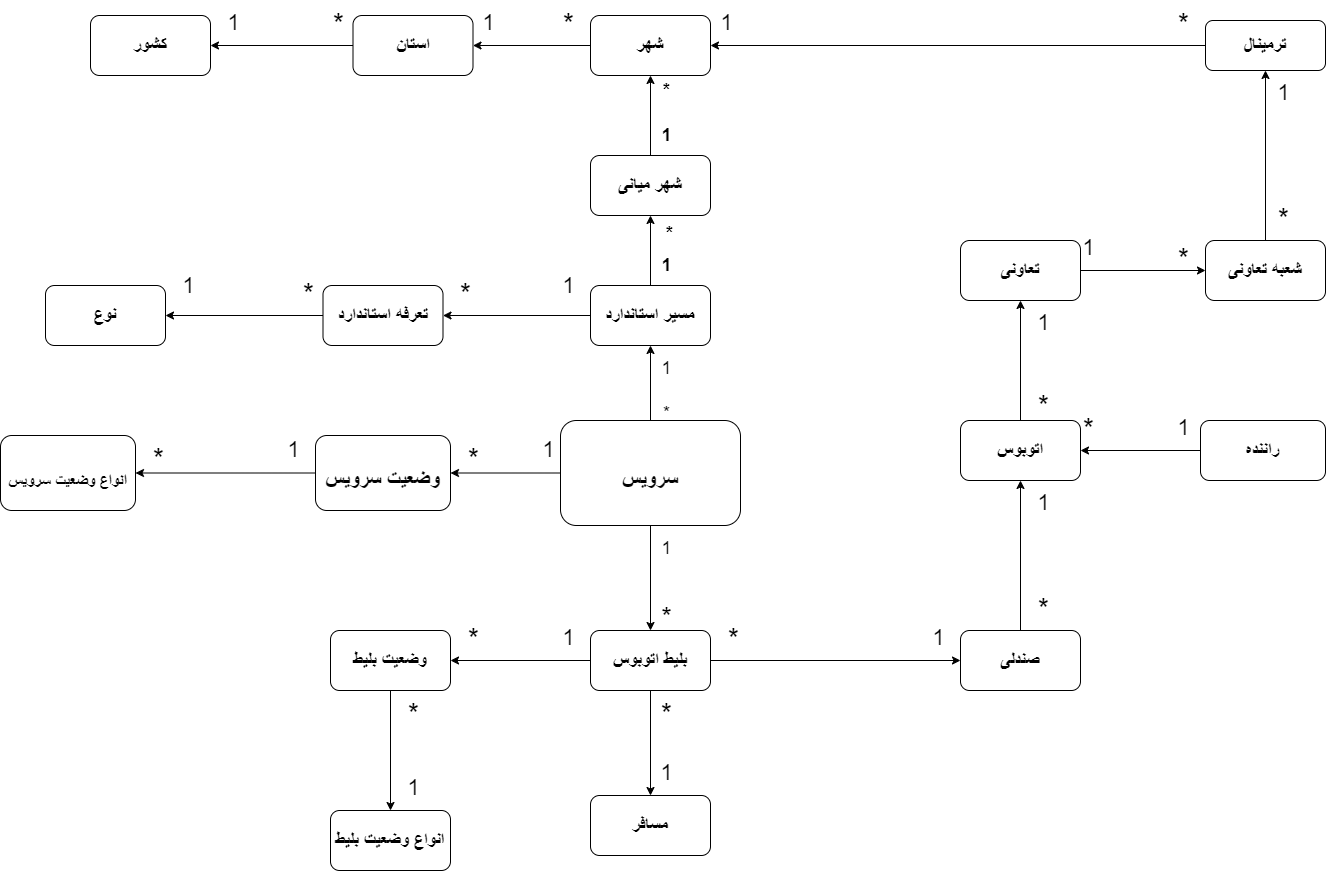 کشور
1
*
استان
1
*
شهر
1
*
ترمینال
*
1
1
شهر میانی
*
*
1
تعاونی
1
*
شعبه تعاونی
نوع
1
*
تعرفه استاندارد
*
1
مسیر استاندارد
1
1
*
*
*
1
انواع وضعیت سرویس
*
1
وضعیت سرویس
*
1
سرویس
اتوبوس
راننده
1
1
*
*
وضعیت بلیط
*
1
بلیط اتوبوس
*
1
صندلی
*
*
1
1
انواع وضعیت بلیط
مسافر